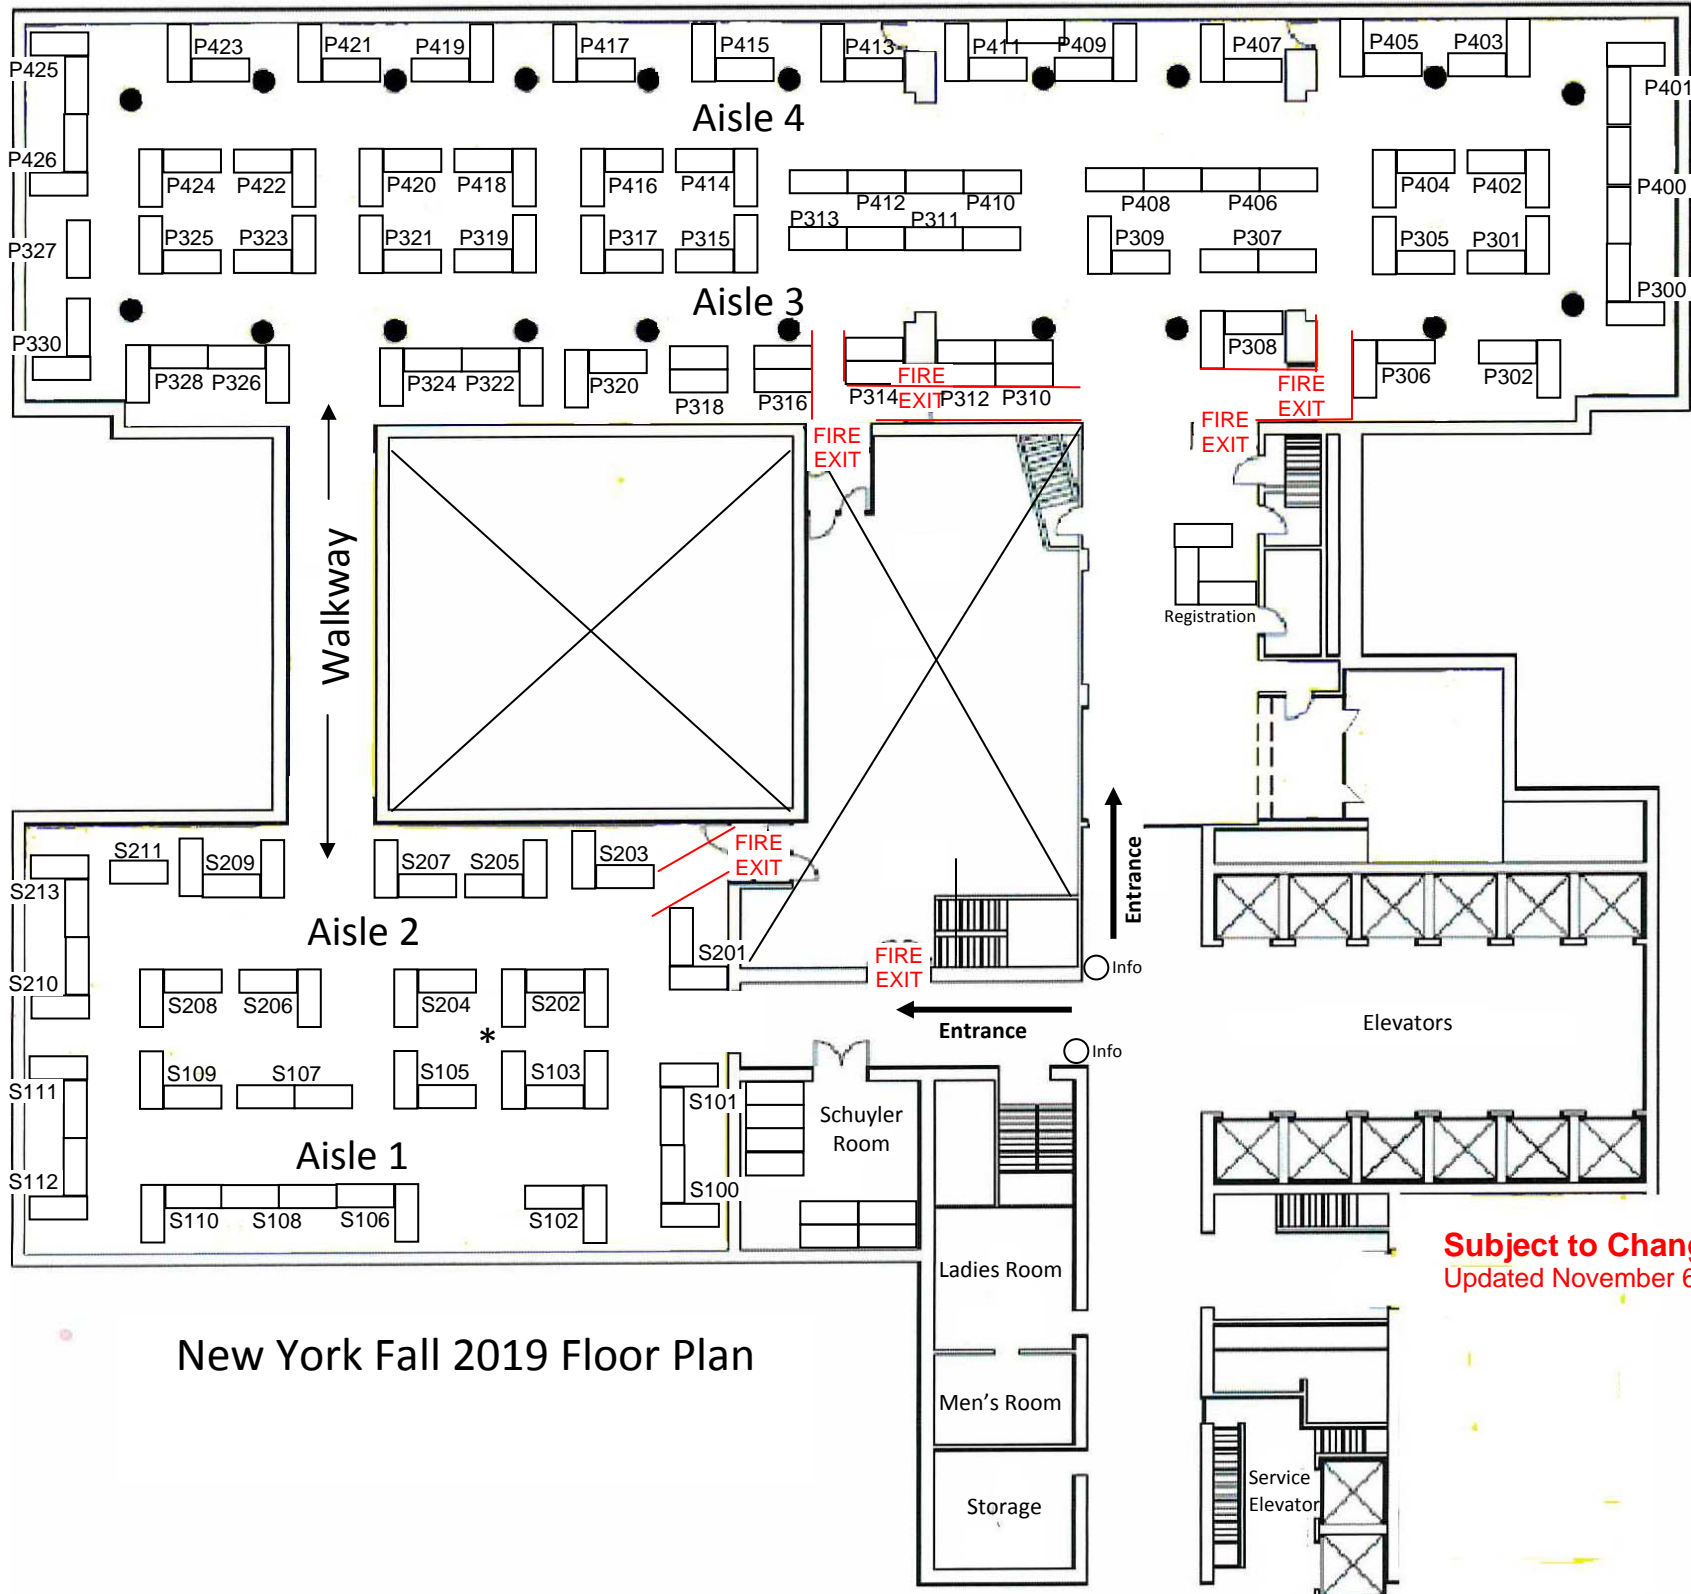 P423
P421
P419
P417
P415
P413
P411
P409
P407
P405
P403
P425
P401
Aisle 4
P426
P424
P422
P420
P418
P416
P414
P412
P410
P408
P406
P404
P402
P400
P327
P325
P323
P321
P319
P317
P315
P313
P311
P309
P307
P305
P301
P300
Aisle 3
P330
P328
P326
P324
P322
P320
P318
P316
P314
P312
P310
P308
P306
P302
FIRE
EXIT
FIRE
EXIT
FIRE
EXIT
FIRE
EXIT
Walkway
Registration
S211
S209
S207
S205
S203
FIRE
EXIT
S213
Aisle 2
Entrance
S201
FIRE
EXIT
Info
S210
S208
S206
S204
S202
*
Entrance
Elevators
Info
S111
S109
S107
S105
S103
S101
Schuyler
Room
Aisle 1
S112
S110
S108
S106
S102
S100
Ladies Room
Subject to Chang
Updated November 6
New York Fall 2019 Floor Plan
Men's Room
Storage
Service
Elevator